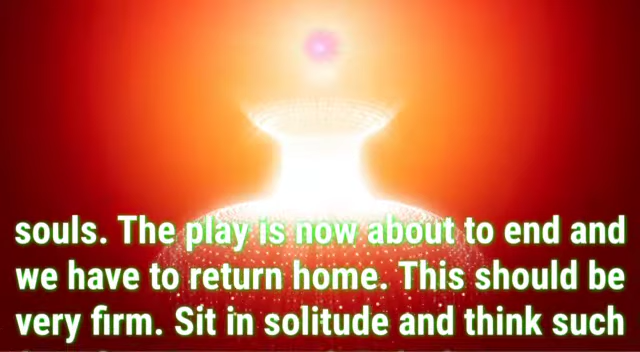 souls. The play is now about to end and
we have to return home. This should be
very firm. Sit in solitude and think such